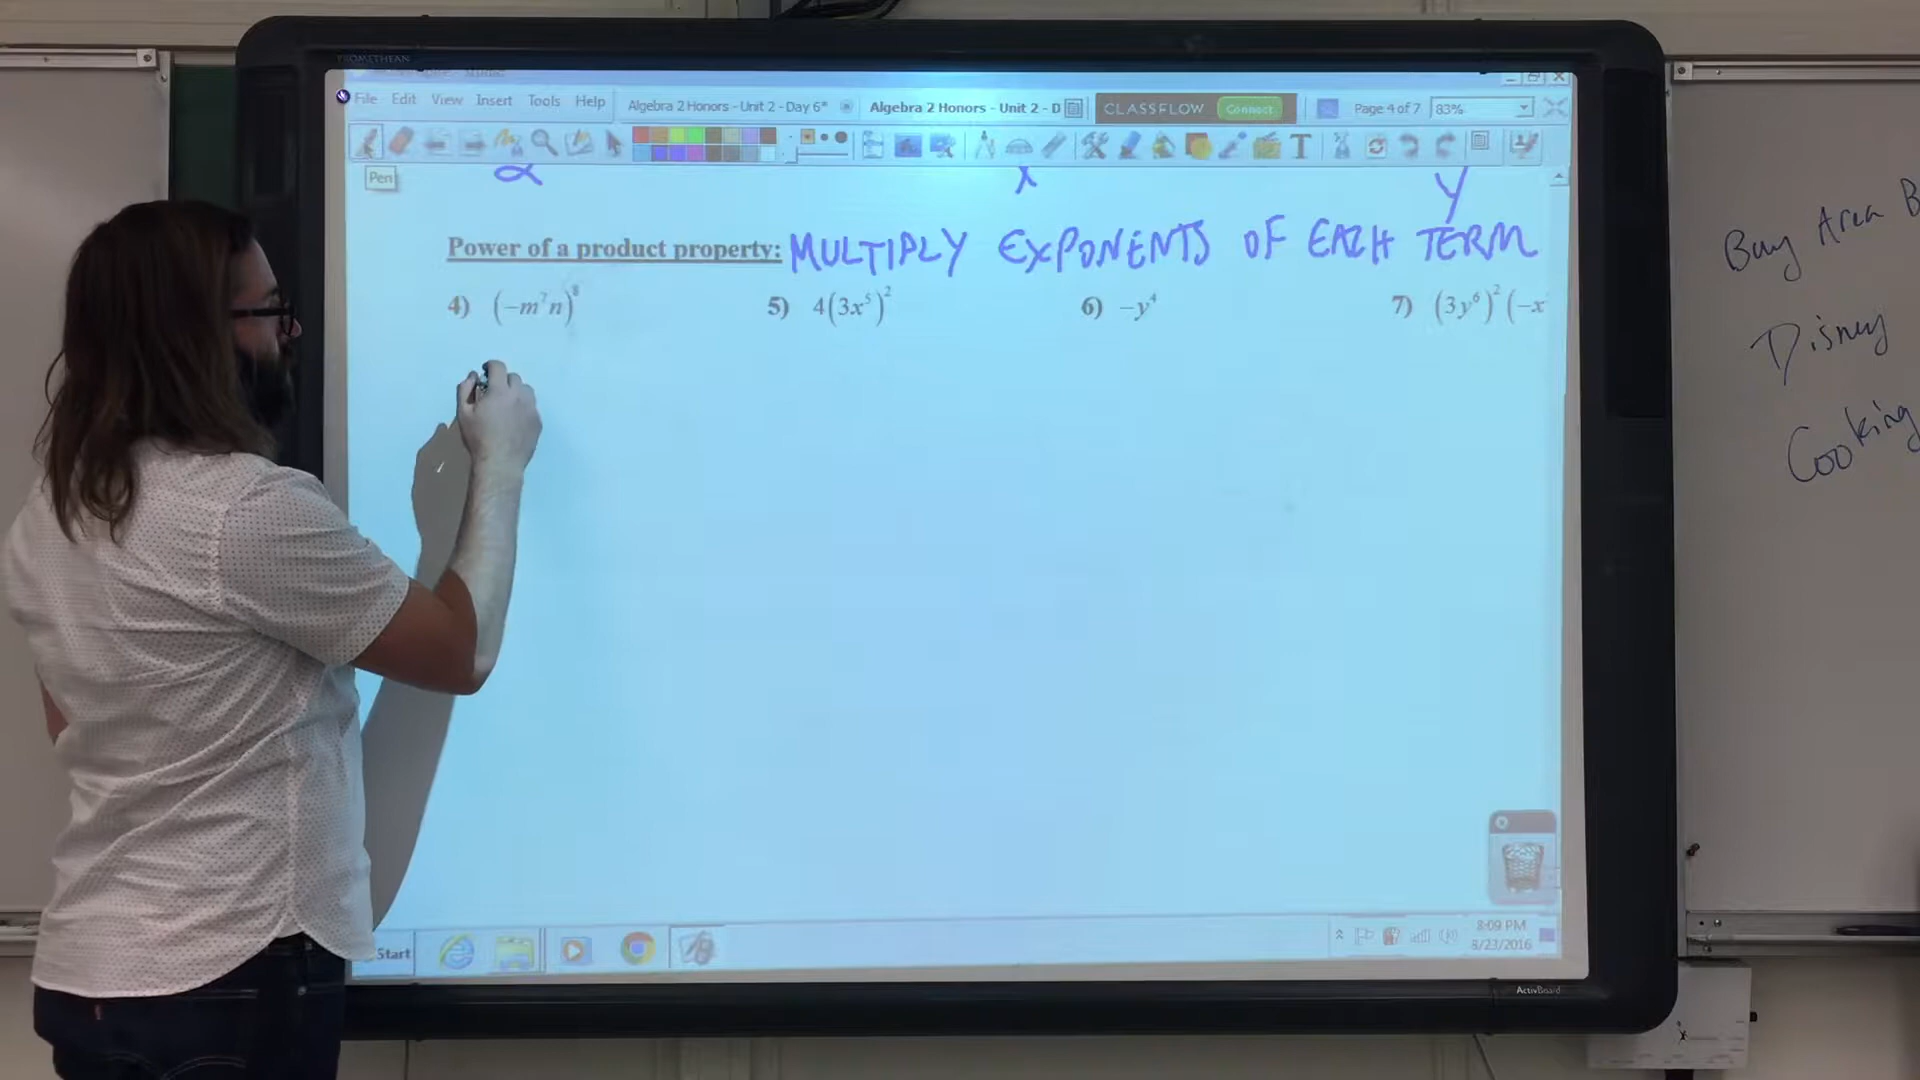 PROMETHEAN
File Edit View Insert Tools Help Algebra 2 Honors - Unit 2 - Day 6* Algebra 2 Honors - Unit 2 - D CLASSFLOW Connect Page 4 of 7 83%
Pen
x y
Power of a product property: MULTIPLY EXPONENTS OF EACH TERM
4) (-m⁷n)⁸ 5) 4(3x⁵)² 6) -y⁴ 7) (3y⁶)²(-x
Bay Area B
Disney
Cooking
Start 8:09 PM
8/23/2016
ActivBoard